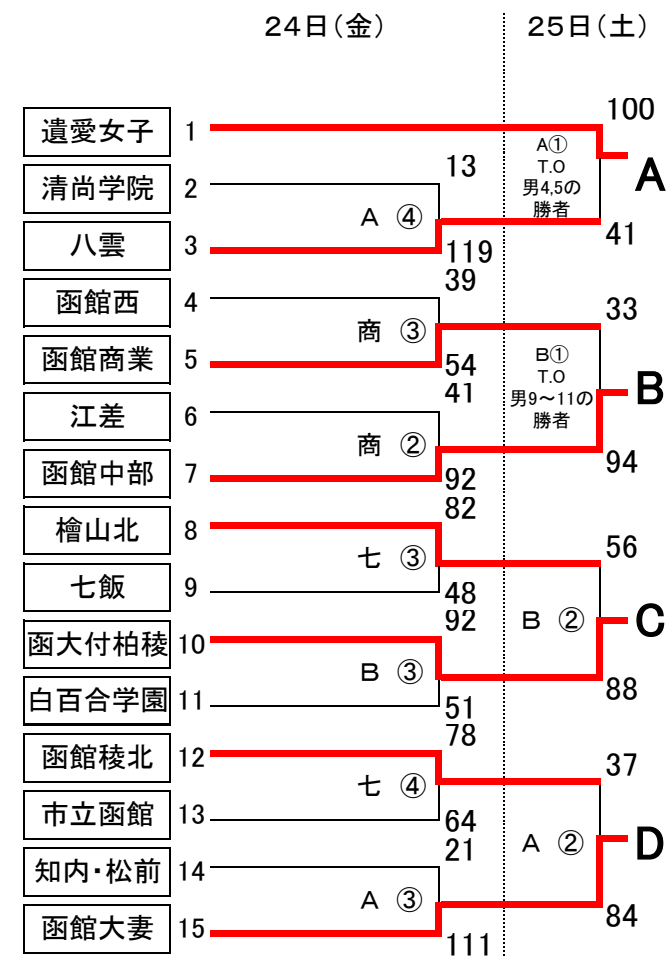 24日(金) 25日(土)
100
遺愛女子 1
A①
T.O
男4,5の
勝者
A
13
清尚学院 2
A ④
八雲 3
41
119
39
函館西 4
33
商 ③
函館商業 5
B①
T.O
男9～11の
勝者
B
54
41
江差 6
商 ②
94
函館中部 7
92
82
檜山北 8
56
七 ③
七飯 9
48
92
B ②
C
函大付柏稜 10
B ③
88
白百合学園 11
51
78
函館稜北 12
37
七 ④
市立函館 13
64
21
A ②
D
知内・松前 14
A ③
84
函館大妻 15
111